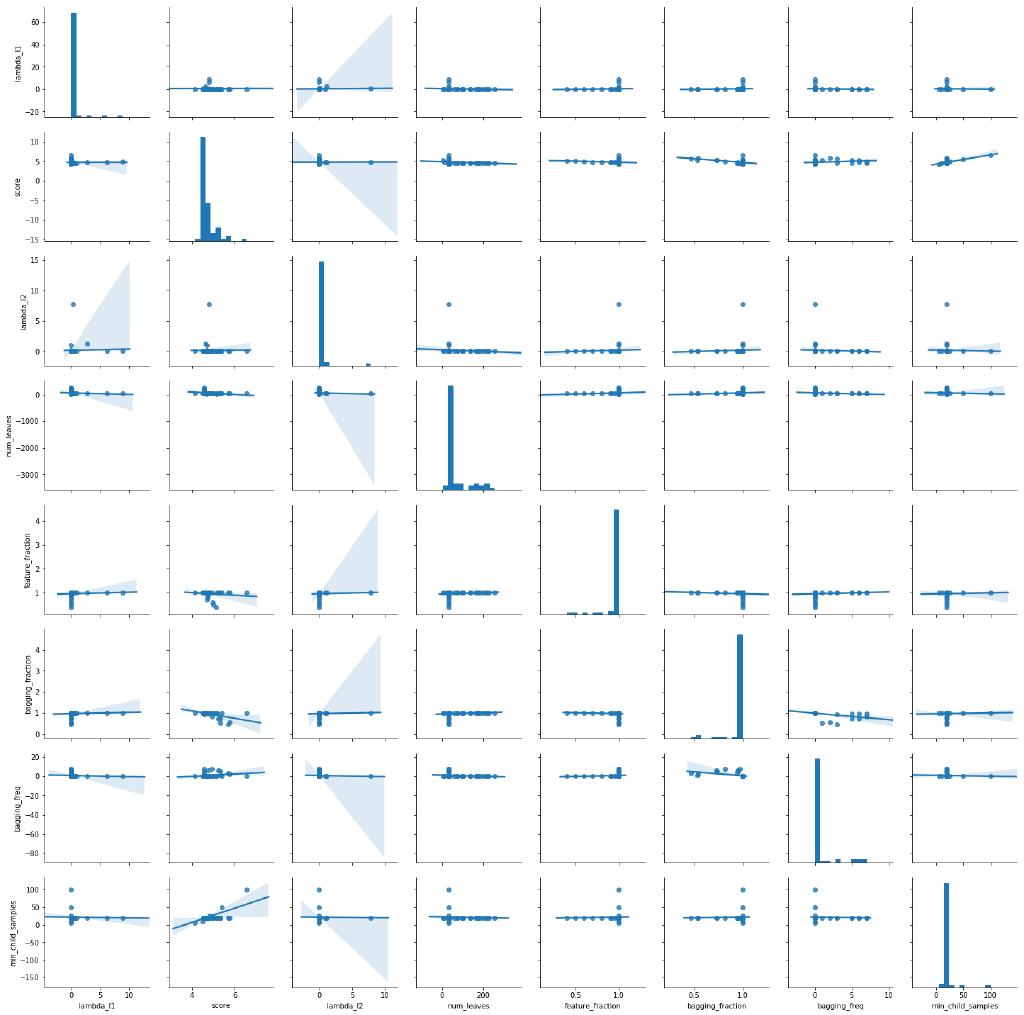 60
40
20
0
−20
lambda_l1
10
5
0
−5
−10
−15
score
15
10
5
0
lambda_l2
0
−1000
−2000
−3000
num_leaves
4
3
2
1
feature_fraction
4
3
2
1
0
bagging_fraction
20
0
−20
−40
−60
−80
bagging_freq
100
50
0
−50
−100
−150
min_child_samples
0 5 10
4 6
0 5 10
0 200
0.5 1.0
0.5 1.0
0 5 10
0 50 100
lambda_l1
score
lambda_l2
num_leaves
feature_fraction
bagging_fraction
bagging_freq
min_child_samples